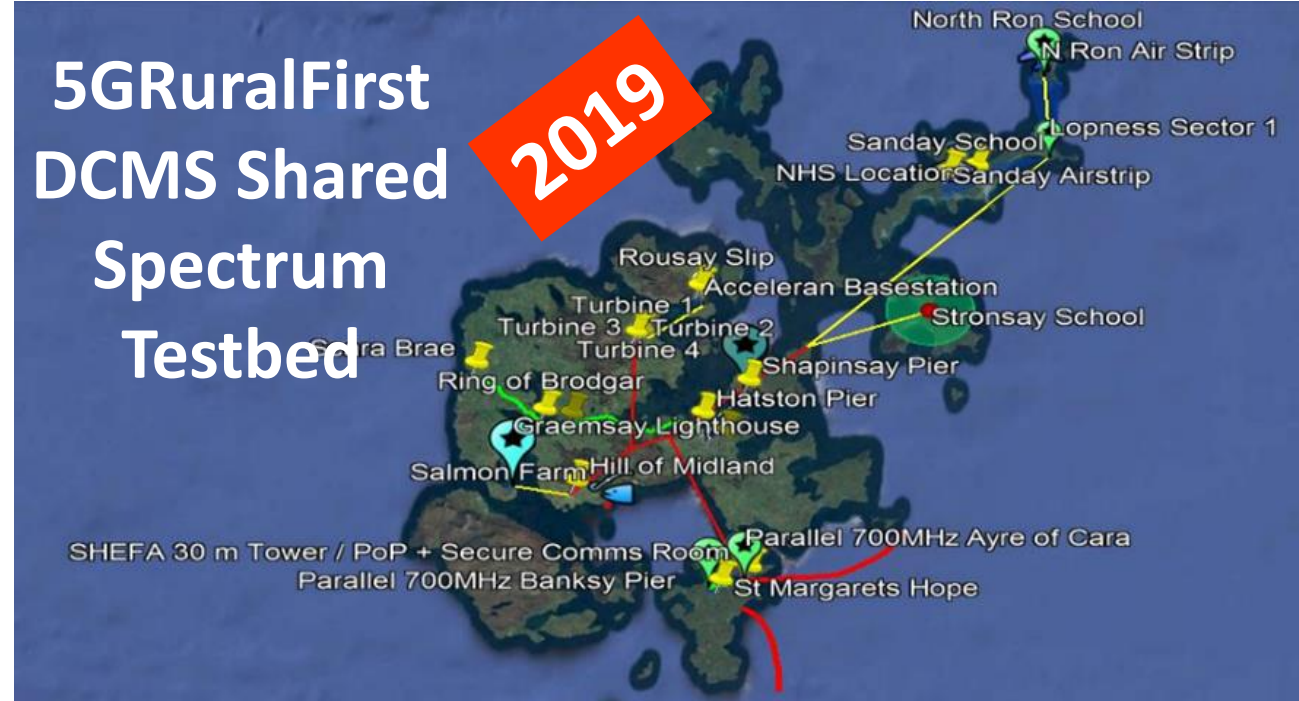 5GRuralFirst
DCMS Shared
Spectrum
Testbed
2019
North Ron School
N Ron Air Strip
Lopness Sector 1
Sanday School
NHS Location
Sanday Airstrip
Rousay Slip
Acceleran Basestation
Turbine 1
Turbine 3
Turbine 2
Stronsay School
Turbine 4
Brae
Shapinsay Pier
Ring of Brodgar
Hatston Pier
Graemsay Lighthouse
Salmon Farm
Hill of Midland
Parallel 700MHz Ayre of Cara
SHEFA 30 m Tower / PoP + Secure Comms Room
Parallel 700MHz Banksy Pier
St Margarets Hope